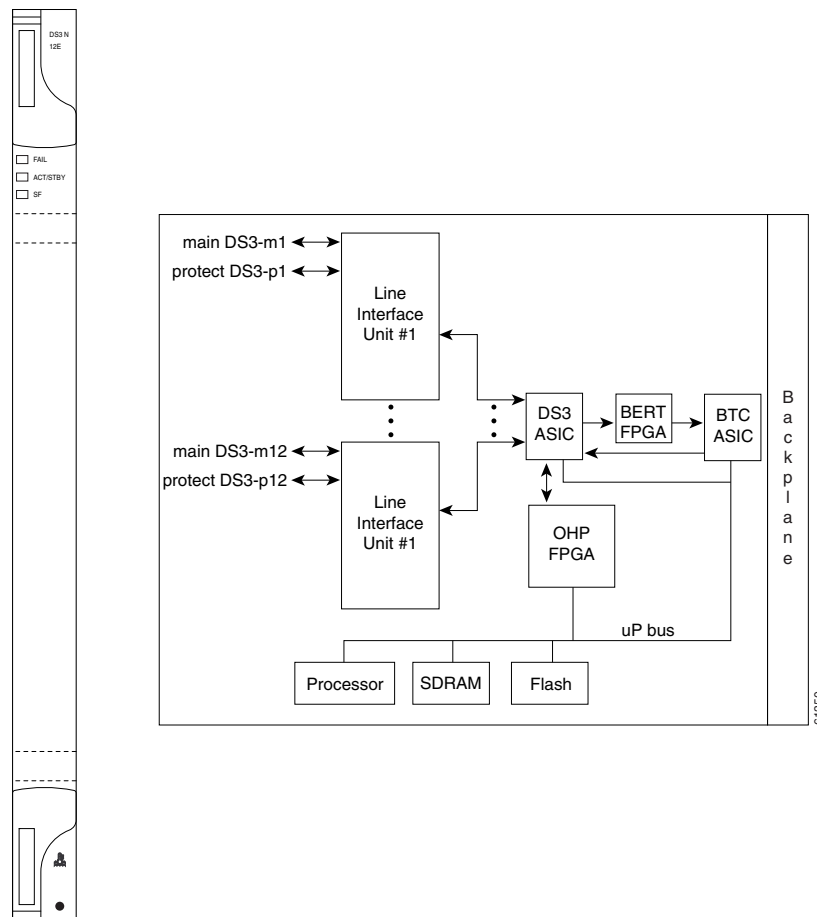 DS3 N
12E
FAIL
ACT/STBY
SF
main DS3-m1
protect DS3-p1
Line
Interface
Unit #1
main DS3-m12
protect DS3-p12
Line
Interface
Unit #1
DS3
ASIC
BERT
FPGA
BTC
ASIC
OHP
FPGA
uP bus
Processor
SDRAM
Flash
Backplane